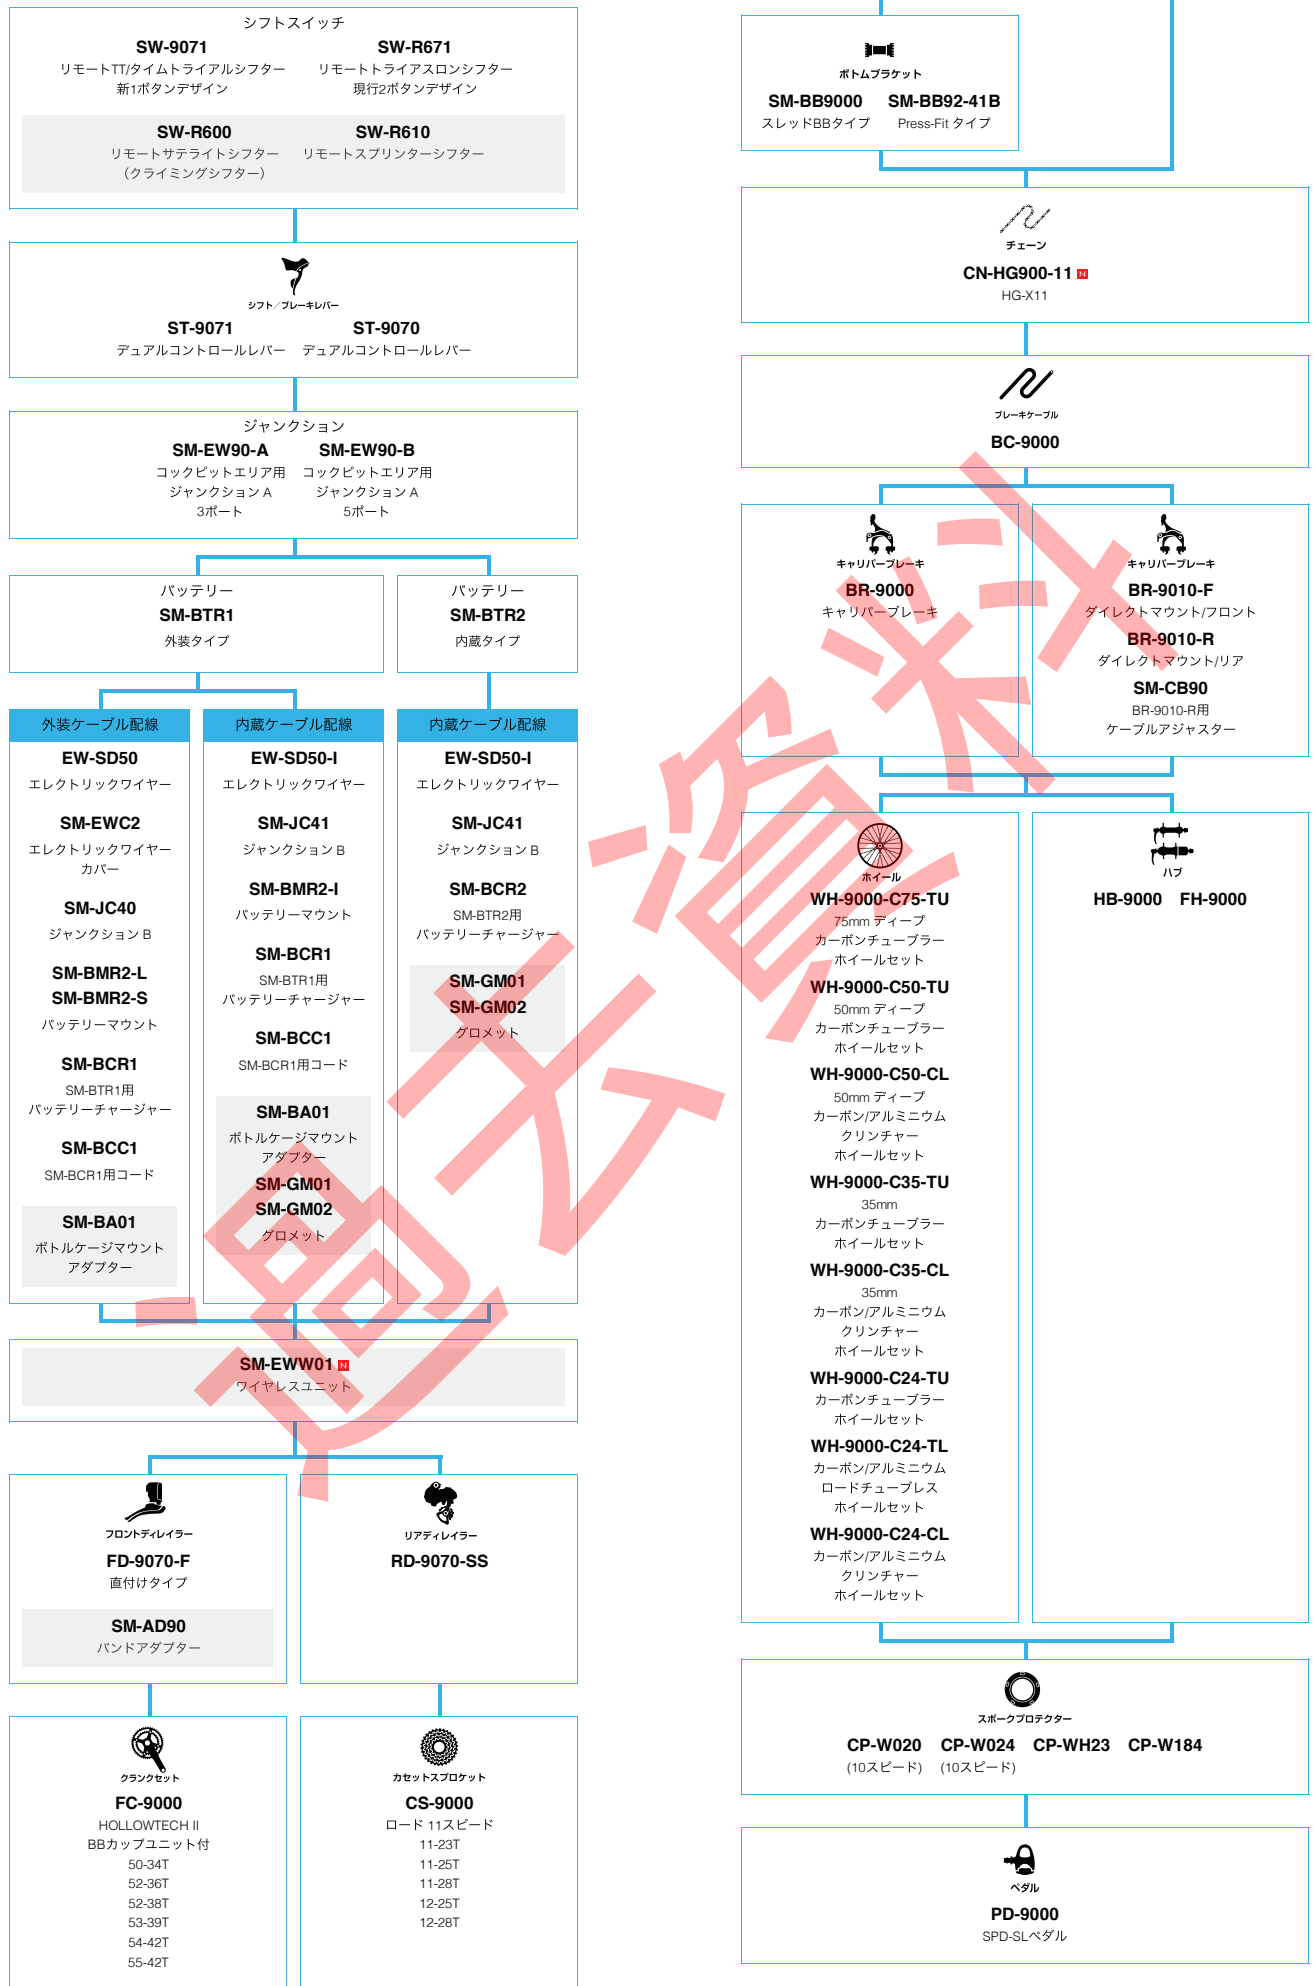 シフトスイッチ
SW-9071 SW-R671
リモートTT/タイムトライアルシフター リモートトライアスロンシフター
新1ボタンデザイン 現行2ボタンデザイン
SW-R600 SW-R610
リモートサテライトシフター リモートスプリンターシフター
（クライミングシフター）
シフト／ブレーキレバー
ST-9071 ST-9070
デュアルコントロールレバー デュアルコントロールレバー
ジャンクション
SM-EW90-A SM-EW90-B
コックピットエリア用 コックピットエリア用
ジャンクション A ジャンクション A
3ポート 5ポート
バッテリー
SM-BTR1
外装タイプ
バッテリー
SM-BTR2
内蔵タイプ
外装ケーブル配線
EW-SD50
エレクトリックワイヤー
SM-EWC2
エレクトリックワイヤー
カバー
SM-JC40
ジャンクション B
SM-BMR2-L
SM-BMR2-S
バッテリーマウント
SM-BCR1
SM-BTR1用
バッテリーチャージャー
SM-BCC1
SM-BCR1用コード
SM-BA01
ボトルケージマウント
アダプター
内蔵ケーブル配線
EW-SD50-I
エレクトリックワイヤー
SM-JC41
ジャンクション B
SM-BMR2-I
バッテリーマウント
SM-BCR1
SM-BTR1用
バッテリーチャージャー
SM-BCC1
SM-BCR1用コード
SM-BA01
ボトルケージマウント
アダプター
SM-GM01
SM-GM02
グロメット
内蔵ケーブル配線
EW-SD50-I
エレクトリックワイヤー
SM-JC41
ジャンクション B
SM-BCR2
SM-BTR2用
バッテリーチャージャー
SM-GM01
SM-GM02
グロメット
SM-EWW01 N
ワイヤレスユニット
フロントディレイラー
FD-9070-F
直付けタイプ
SM-AD90
バンドアダプター
リアディレイラー
RD-9070-SS
クランクセット
FC-9000
HOLLOWTECH II
BBカップユニット付
50-34T
52-36T
52-38T
53-39T
54-42T
55-42T
カセットスプロケット
CS-9000
ロード 11スピード
11-23T
11-25T
11-28T
12-25T
12-28T
ボトムブラケット
SM-BB9000 SM-BB92-41B
スレッドBBタイプ Press-Fit タイプ
チェーン
CN-HG900-11 N
HG-X11
ブレーキケーブル
BC-9000
キャリパーブレーキ
BR-9000
キャリパーブレーキ
キャリパーブレーキ
BR-9010-F
ダイレクトマウント/フロント
BR-9010-R
ダイレクトマウント/リア
SM-CB90
BR-9010-R用
ケーブルアジャスター
ホイール
WH-9000-C75-TU
75mm ディープ
カーボンチューブラー
ホイールセット
WH-9000-C50-TU
50mm ディープ
カーボンチューブラー
ホイールセット
WH-9000-C50-CL
50mm ディープ
カーボン/アルミニウム
クリンチャー
ホイールセット
WH-9000-C35-TU
35mm
カーボンチューブラー
ホイールセット
WH-9000-C35-CL
35mm
カーボン/アルミニウム
クリンチャー
ホイールセット
WH-9000-C24-TU
カーボンチューブラー
ホイールセット
WH-9000-C24-TL
カーボン/アルミニウム
ロードチューブレス
ホイールセット
WH-9000-C24-CL
カーボン/アルミニウム
クリンチャー
ホイールセット
ハブ
HB-9000 FH-9000
スポークプロテクター
CP-W020 CP-W024 CP-WH23 CP-W184
(10スピード) (10スピード)
ペダル
PD-9000
SPD-SLペダル
過去資料